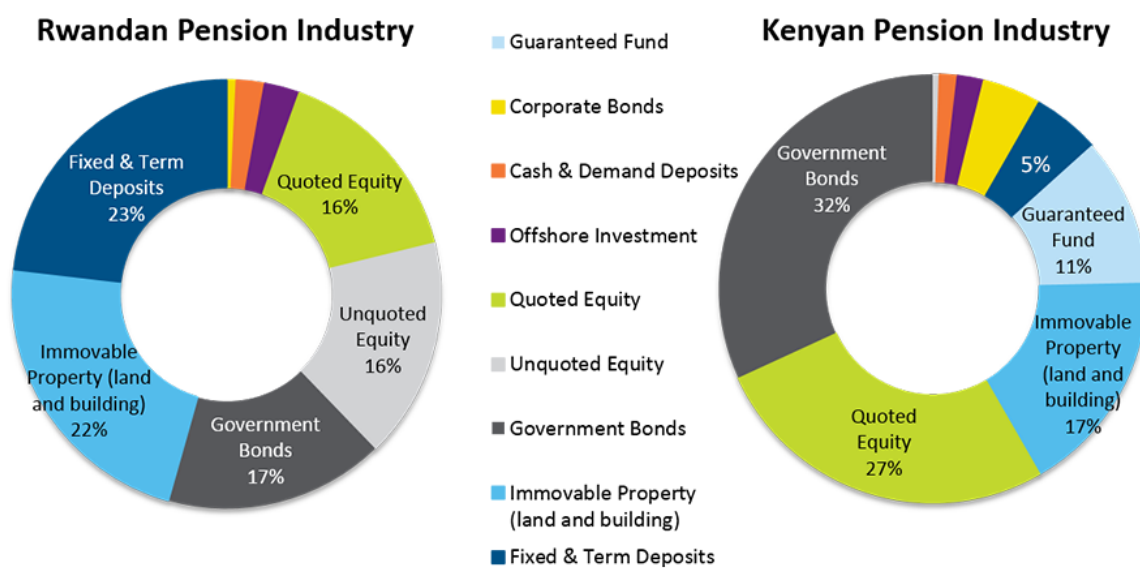 Rwandan Pension Industry
Fixed & Term
Deposits
23%
Quoted Equity
16%
Unquoted
Equity
16%
Government
Bonds
17%
Immovable
Property (land
and building)
22%
Guaranteed Fund
Corporate Bonds
Cash & Demand Deposits
Offshore Investment
Quoted Equity
Unquoted Equity
Government Bonds
Immovable Property
(land and building)
Fixed & Term Deposits
Kenyan Pension Industry
Government
Bonds
32%
5%
Guaranteed
Fund
11%
Immovable
Property
(land and
building)
17%
Quoted
Equity
27%